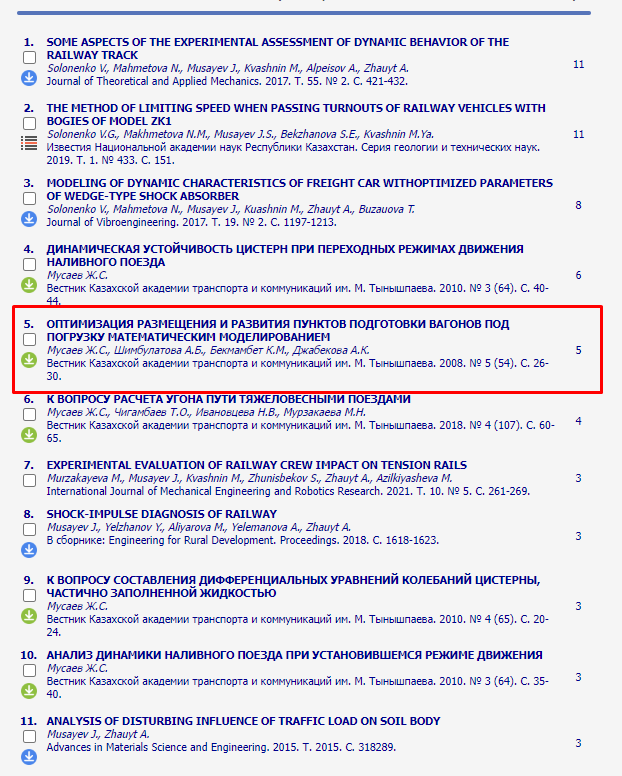 1. SOME ASPECTS OF THE EXPERIMENTAL ASSESSMENT OF DYNAMIC BEHAVIOR OF THE
RAILWAY TRACK
Solonenko V., Mahmetova N., Musayev J., Kvashnin M., Alpeisov A., Zhauyt A.
Journal of Theoretical and Applied Mechanics. 2017. Т. 55. № 2. С. 421-432.
11
2. THE METHOD OF LIMITING SPEED WHEN PASSING TURNOUTS OF RAILWAY VEHICLES WITH
BOGIES OF MODEL ZK1
Solonenko V.G., Makhmetova N.M., Musayev J.S., Bekzhanova S.E., Kvashnin M.Ya.
Известия Национальной академии наук Республики Казахстан. Серия геологии и технических наук.
2019. Т. 1. № 433. С. 151.
11
3. MODELING OF DYNAMIC CHARACTERISTICS OF FREIGHT CAR WITHOPTIMIZED PARAMETERS
OF WEDGE-TYPE SHOCK ABSORBER
Solonenko V., Mahmetova N., Musayev J., Kuashnin M., Zhauyt A., Buzauova T.
Journal of Vibroengineering. 2017. Т. 19. № 2. С. 1197-1213.
8
4. ДИНАМИЧЕСКАЯ УСТОЙЧИВОСТЬ ЦИСТЕРН ПРИ ПЕРЕХОДНЫХ РЕЖИМАХ ДВИЖЕНИЯ
НАЛИВНОГО ПОЕЗДА
Мусаев Ж.С.
Вестник Казахской академии транспорта и коммуникаций им. М. Тынышпаева. 2010. № 3 (64). С. 40-
44.
6
5. ОПТИМИЗАЦИЯ РАЗМЕЩЕНИЯ И РАЗВИТИЯ ПУНКТОВ ПОДГОТОВКИ ВАГОНОВ ПОД
ПОГРУЗКУ МАТЕМАТИЧЕСКИМ МОДЕЛИРОВАНИЕМ
Мусаев Ж.С., Шимбулатова А.Б., Бекмамбет К.М., Джабекова А.К.
Вестник Казахской академии транспорта и коммуникаций им. М. Тынышпаева. 2008. № 5 (54). С. 26-
30.
5
6. К ВОПРОСУ РАСЧЕТА УГОНА ПУТИ ТЯЖЕЛОВЕСНЫМИ ПОЕЗДАМИ
Мусаев Ж.С., Чигамбаев Т.О., Ивановцева Н.В., Мурзакаева М.Н.
Вестник Казахской академии транспорта и коммуникаций им. М. Тынышпаева. 2018. № 4 (107). С. 60-
65.
4
7. EXPERIMENTAL EVALUATION OF RAILWAY CREW IMPACT ON TENSION RAILS
Murzakayeva M., Musayev J., Kvashnin M., Zhunisbekov S., Zhauyt A., Azilkiyasheva M.
International Journal of Mechanical Engineering and Robotics Research. 2021. Т. 10. № 5. С. 261-269.
3
8. SHOCK-IMPULSE DIAGNOSIS OF RAILWAY
Musayev J., Yelzhanov Y., Aliyarova M., Yelemanova A., Zhauyt A.
В сборнике: Engineering for Rural Development. Proceedings. 2018. С. 1618-1623.
3
9. К ВОПРОСУ СОСТАВЛЕНИЯ ДИФФЕРЕНЦИАЛЬНЫХ УРАВНЕНИЙ КОЛЕБАНИЙ ЦИСТЕРНЫ,
ЧАСТИЧНО ЗАПОЛНЕННОЙ ЖИДКОСТЬЮ
Мусаев Ж.С.
Вестник Казахской академии транспорта и коммуникаций им. М. Тынышпаева. 2010. № 4 (65). С. 20-
24.
3
10. АНАЛИЗ ДИНАМИКИ НАЛИВНОГО ПОЕЗДА ПРИ УСТАНОВИВШЕМСЯ РЕЖИМЕ ДВИЖЕНИЯ
Мусаев Ж.С.
Вестник Казахской академии транспорта и коммуникаций им. М. Тынышпаева. 2010. № 3 (64). С. 35-
40.
3
11. ANALYSIS OF DISTURBING INFLUENCE OF TRAFFIC LOAD ON SOIL BODY
Musayev J., Zhauyt A.
Advances in Materials Science and Engineering. 2015. Т. 2015. С. 318289.
3